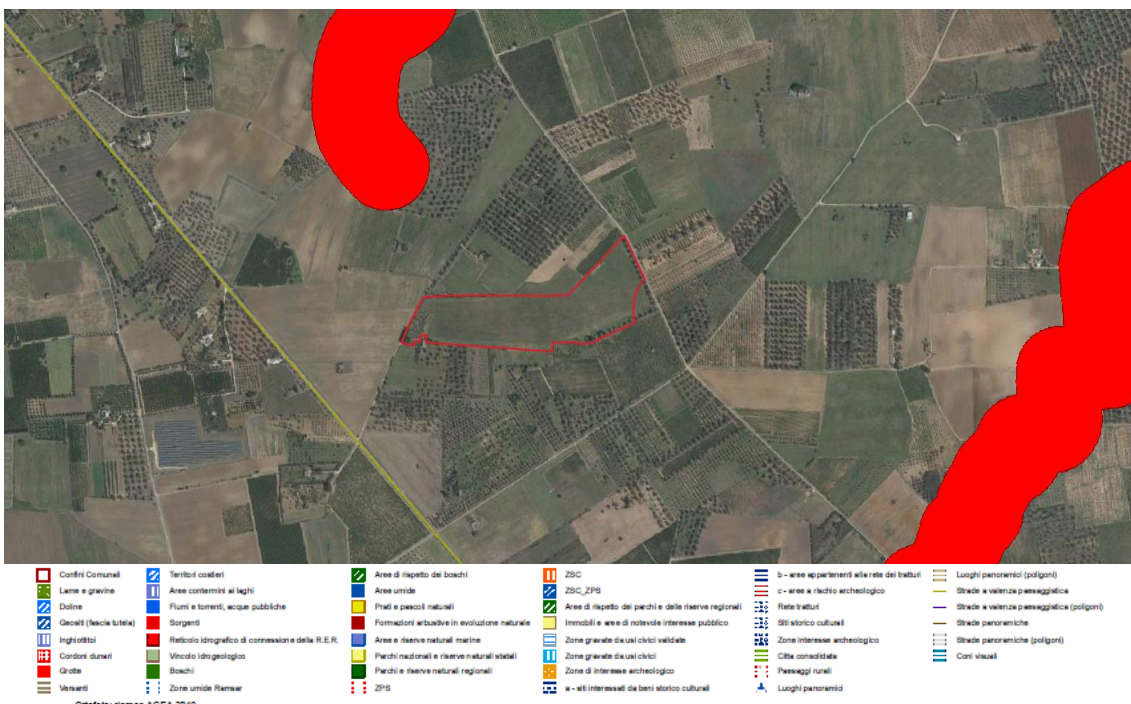 Confini Comunali
Lame e gravine
Doline
Geositi (fascia tutela)
Inghiottitoi
Cordoni dunari
Grotte
Versanti
Territori costieri
Aree contermini ai laghi
Fiumi e torrenti, acque pubbliche
Sorgenti
Reticolo idrografico di connessione della R.E.R.
Vincolo idrogeologico
Boschi
Zone umide Ramsar
Aree di rispetto dei boschi
Aree umide
Prati e pascoli naturali
Formazioni arbustive in evoluzione naturale
Aree e riserve naturali marine
Parchi nazionali e riserve naturali statali
Parchi e riserve naturali regionali
ZPS
ZSC
ZSC_ZPS
Aree di rispetto dei parchi e delle riserve regionali
Immobili e aree di notevole interesse pubblico
Zone gravate da usi civici validate
Zone gravate da usi civici
Zone di interesse archeologico
a - siti interessati da beni storico culturali
b - aree appartenenti alla rete dei tratturi
c - aree a rischio archeologico
Rete tratturi
Siti storico culturali
Zone interesse archeologico
Citta consolidata
Paesaggi rurali
Luoghi panoramici
Luoghi panoramici (poligoni)
Strade a valenza paesaggistica
Strade a valenza paesaggistica (poligoni)
Strade panoramiche
Strade panoramiche (poligoni)
Coni visuali